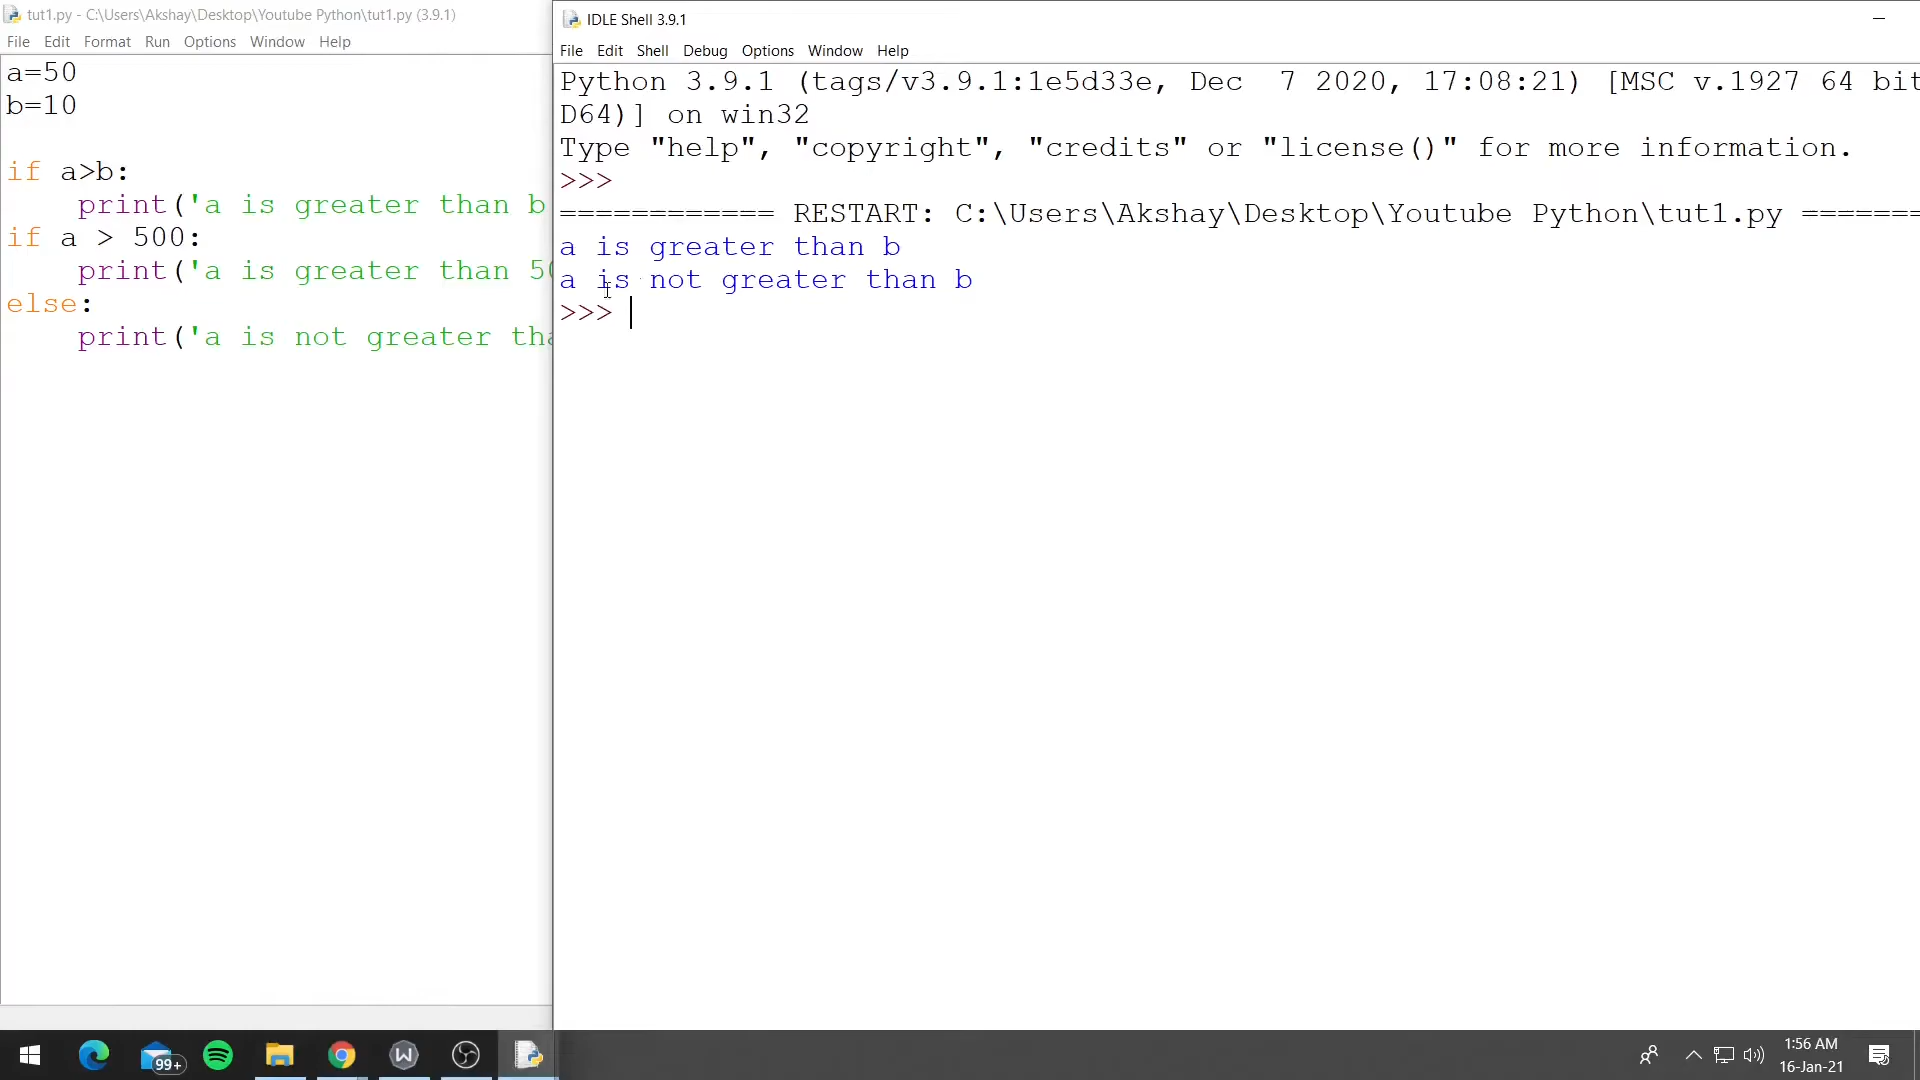 tut1.py - C:\Users\Akshay\Desktop\Youtube Python\tut1.py (3.9.1)
File Edit Format Run Options Window Help
a=50
b=10
if a>b:
    print('a is greater than b
if a > 500:
    print('a is greater than 50
else:
    print('a is not greater tha
IDLE Shell 3.9.1
File Edit Shell Debug Options Window Help
Python 3.9.1 (tags/v3.9.1:1e5d33e, Dec  7 2020, 17:08:21) [MSC v.1927 64 bit
D64)] on win32
Type "help", "copyright", "credits" or "license()" for more information.
>>>
============ RESTART: C:\Users\Akshay\Desktop\Youtube Python\tut1.py =======
a is greater than b
a is not greater than b
>>>
99+
1:56 AM
16-Jan-21